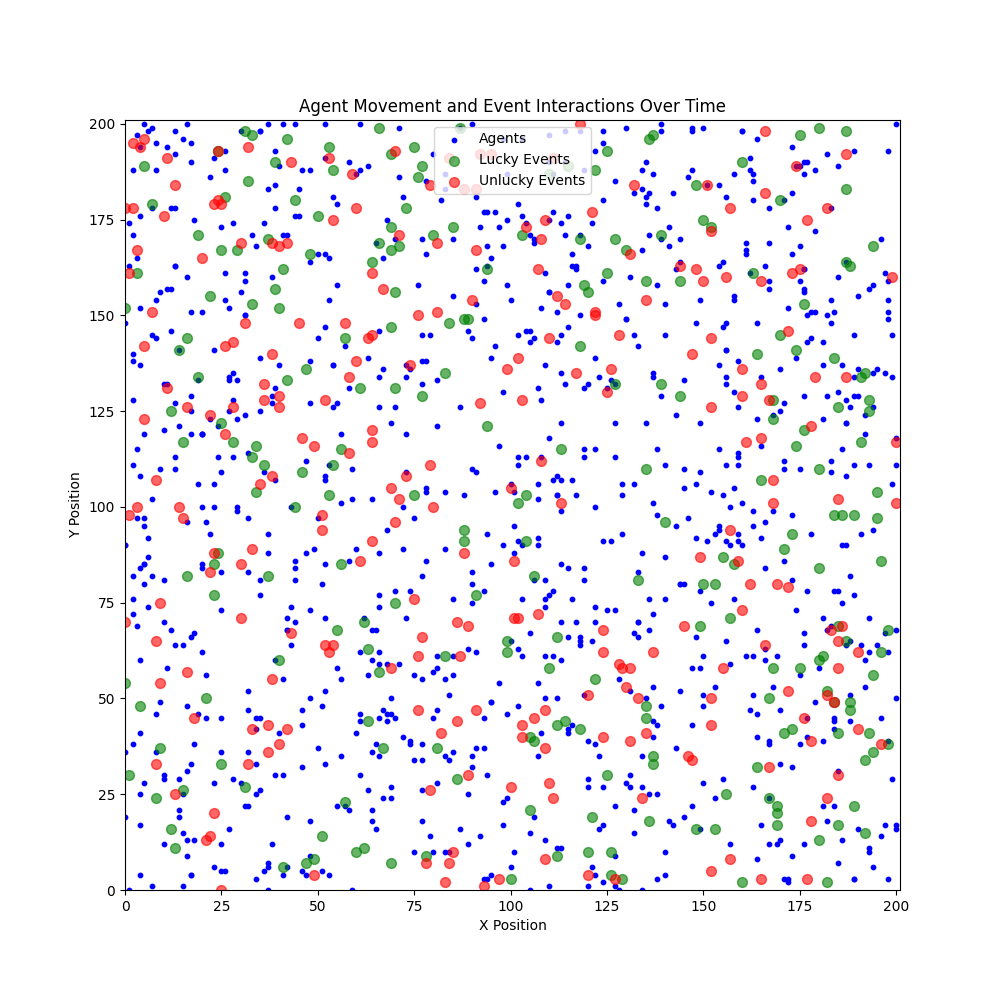 Agent Movement and Event Interactions Over Time
Agents
Lucky Events
Unlucky Events
Y Position
200
175
150
125
100
75
50
25
0
0 25 50 75 100 125 150 175 200
X Position